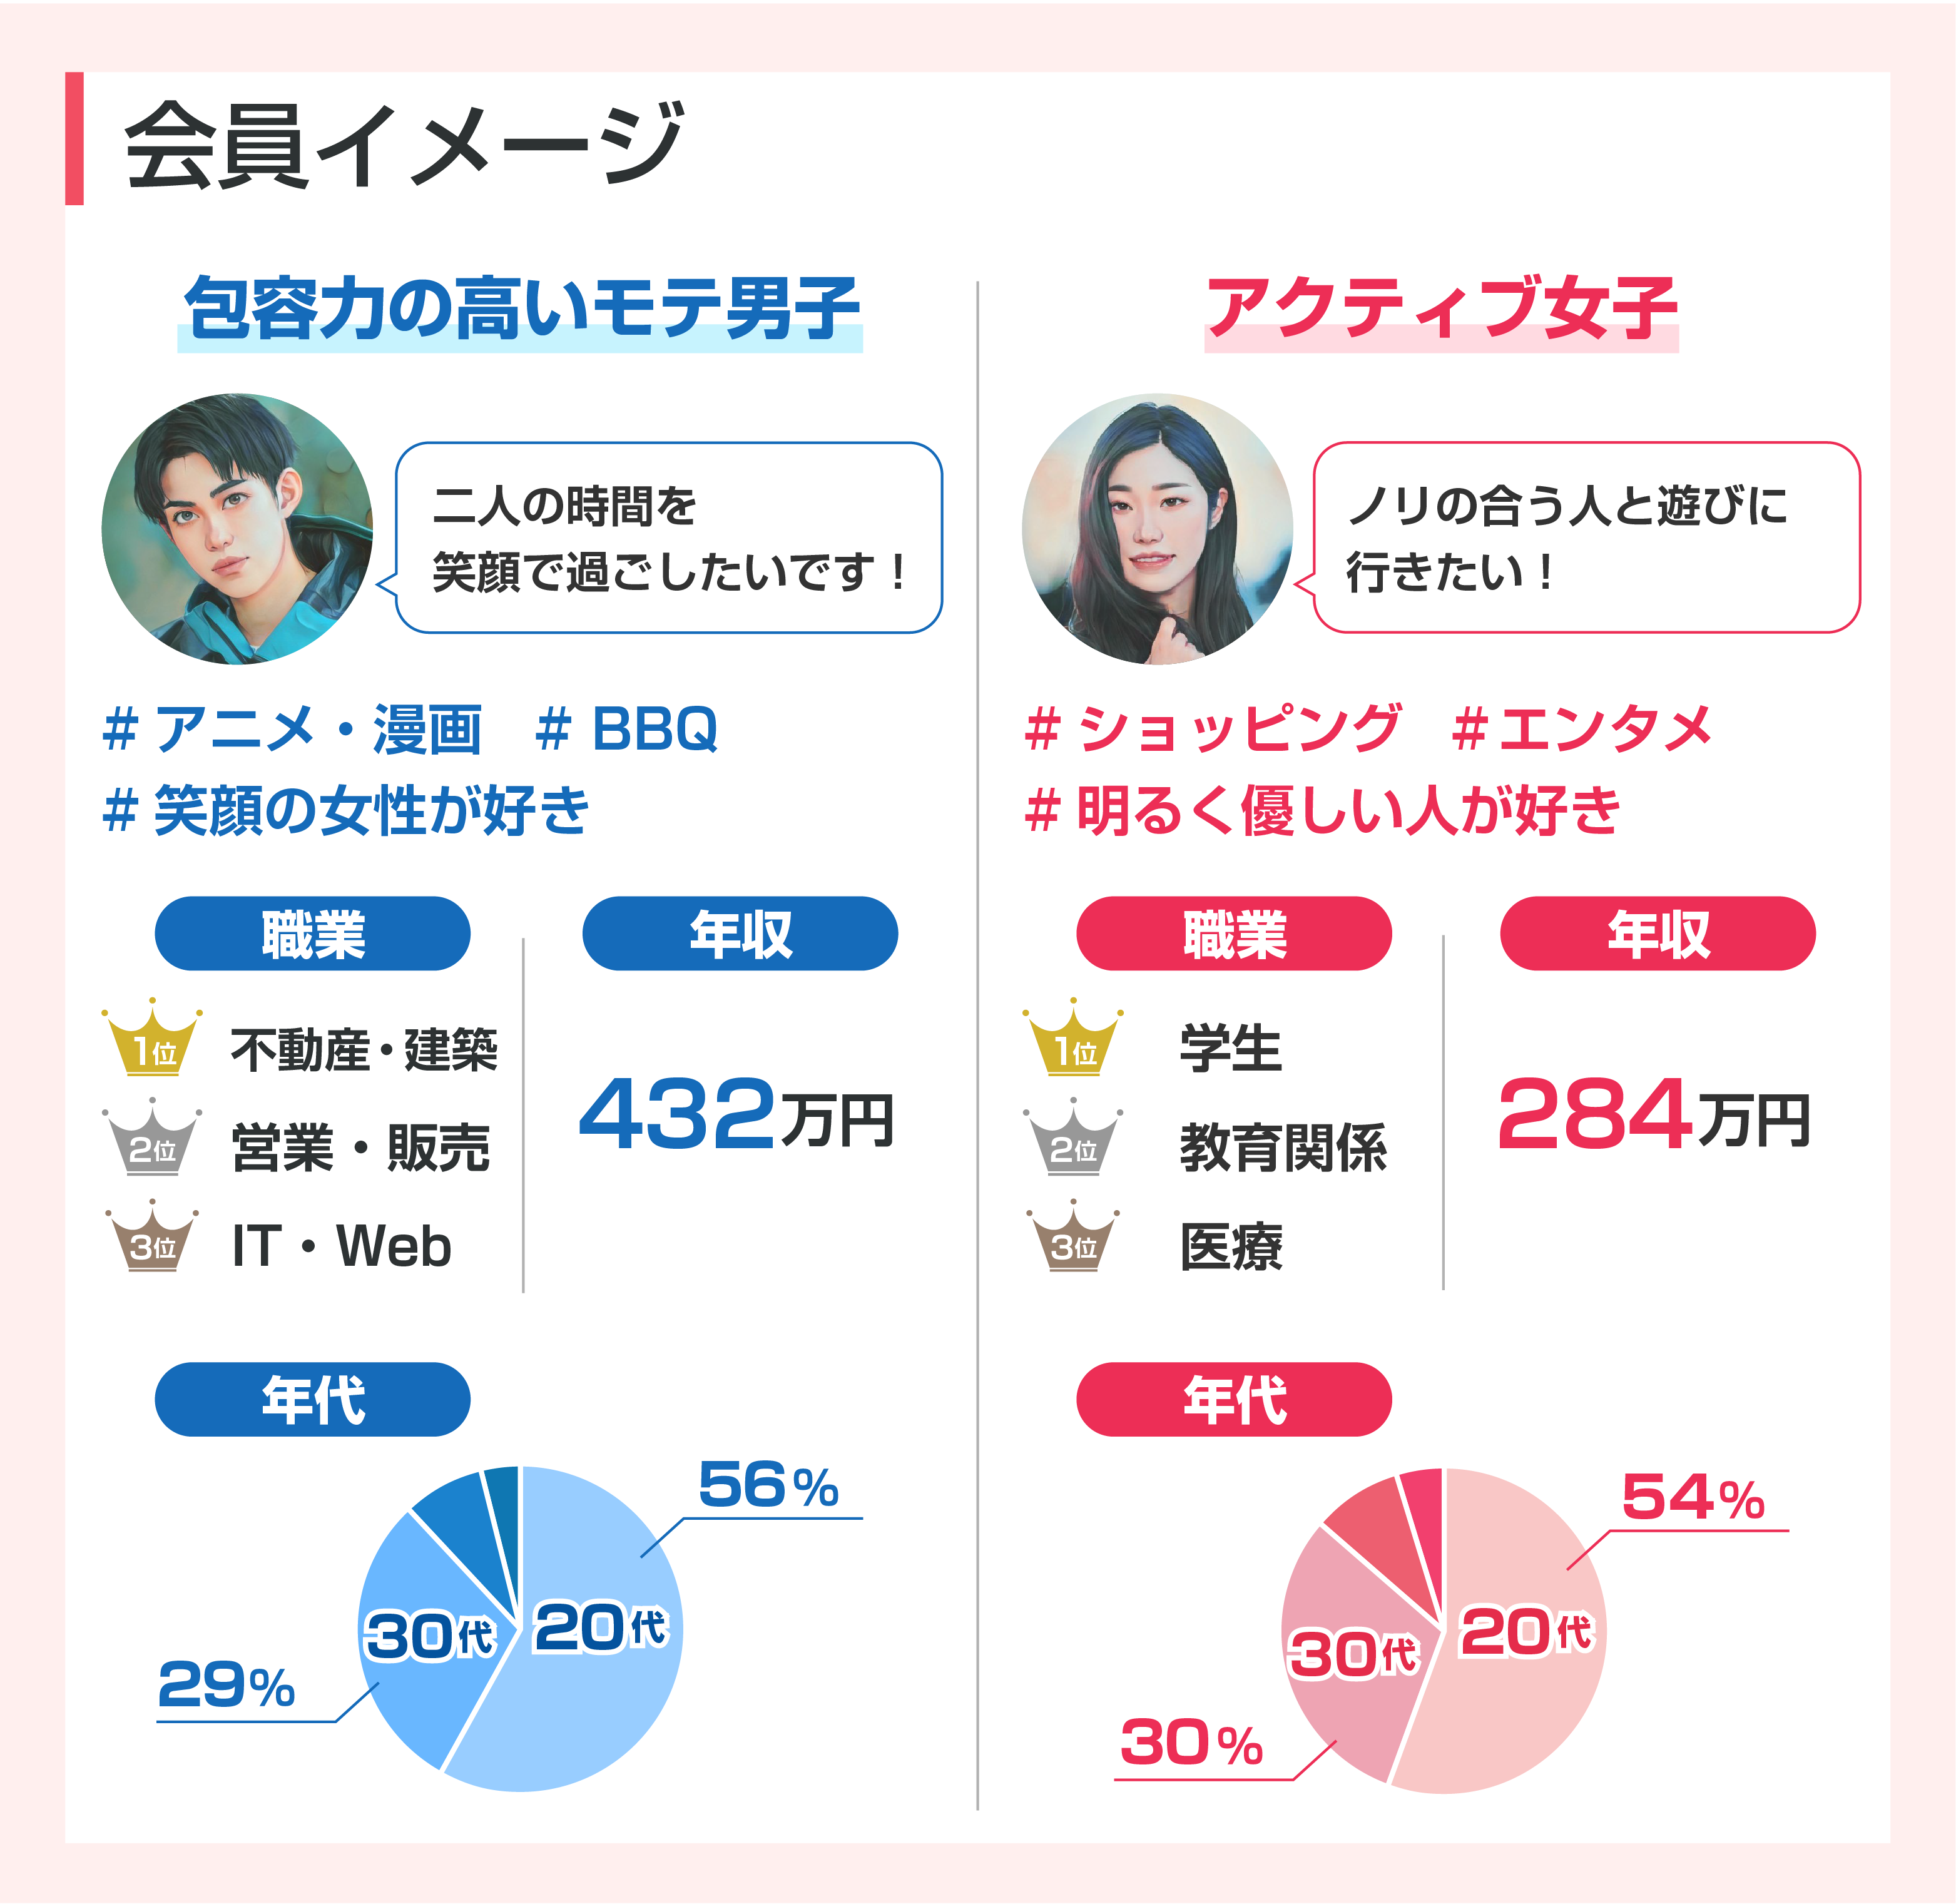 会員イメージ
包容力の高いモテ男子
二人の時間を
笑顔で過ごしたいです！
# アニメ・漫画　# BBQ
# 笑顔の女性が好き
職業
1位 不動産・建築
2位 営業・販売
3位 IT・Web
年収
432万円
年代
56%
20代
30代
29%
アクティブ女子
ノリの合う人と遊びに
行きたい！
# ショッピング　# エンタメ
# 明るく優しい人が好き
職業
1位 学生
2位 教育関係
3位 医療
年収
284万円
年代
54%
20代
30代
30%